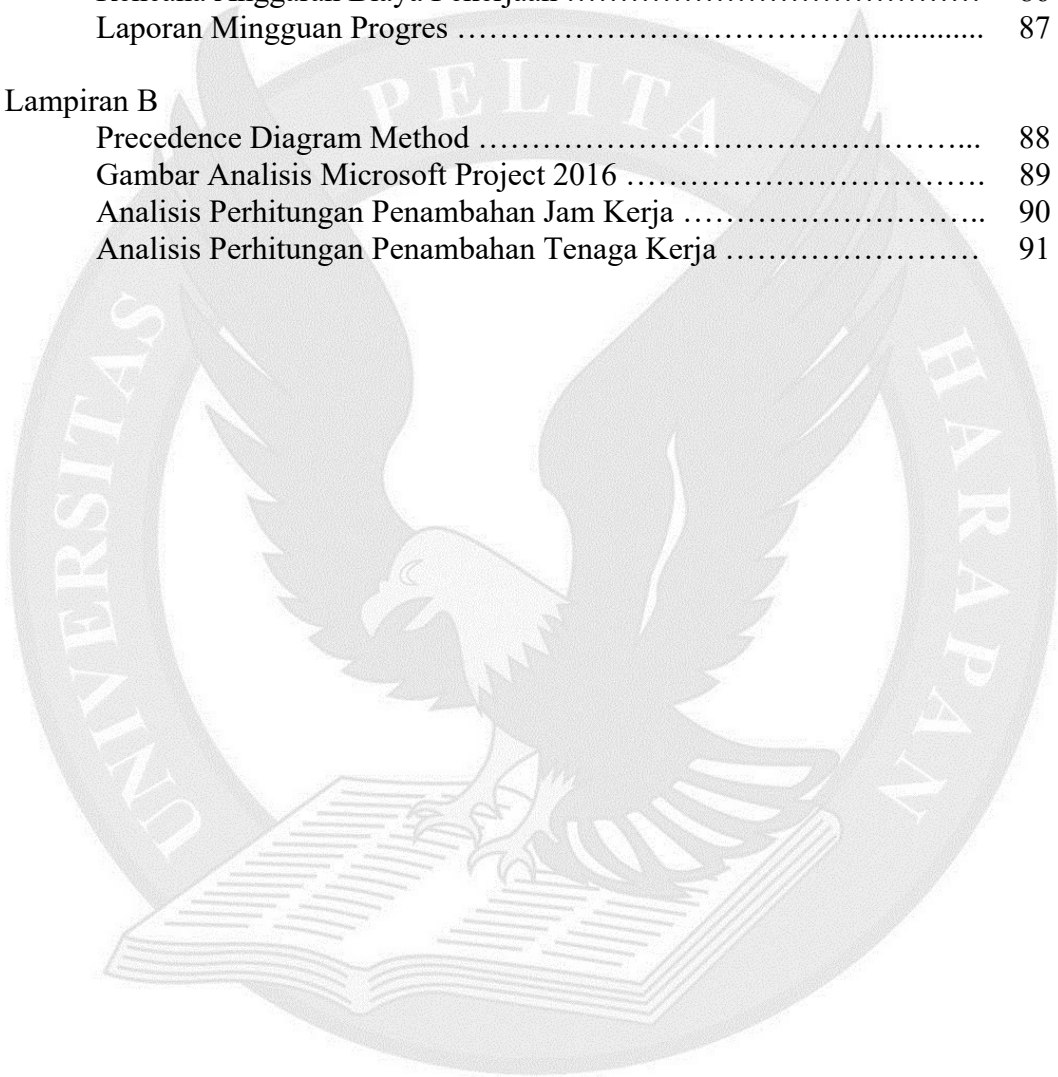 Laporan Mingguan Progres ………………………………….............. 87
Lampiran B
Precedence Diagram Method ………………………………………... 88
Gambar Analisis Microsoft Project 2016 ……………………………. 89
Analisis Perhitungan Penambahan Jam Kerja ……………………….. 90
Analisis Perhitungan Penambahan Tenaga Kerja …………………… 91
UNIVERSITAS PELITA HARAPAN